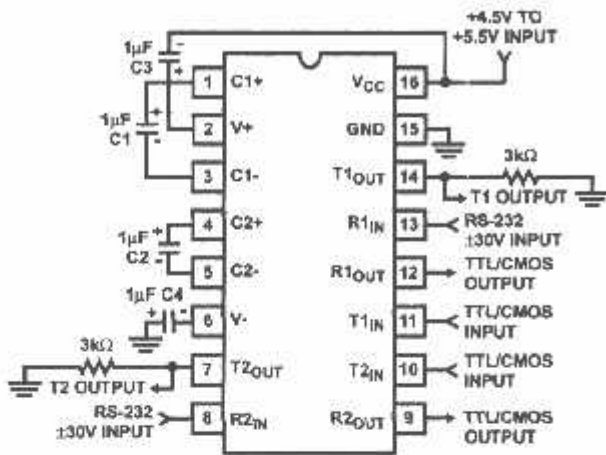 +4.5V TO
+5.5V INPUT
1µF
C3
-
+
1 C1+
VCC 16
1µF
C1
+
-
2 V+
GND 15
3 C1-
T1OUT 14
3kΩ
T1 OUTPUT
4 C2+
R1IN 13
RS-232
±30V INPUT
1µF
C2
+
-
5 C2-
R1OUT 12
TTL/CMOS
OUTPUT
1µF C4
+
-
6 V-
T1IN 11
TTL/CMOS
INPUT
3kΩ
T2 OUTPUT
7 T2OUT
T2IN 10
TTL/CMOS
INPUT
RS-232
±30V INPUT
8 R2IN
R2OUT 9
TTL/CMOS
OUTPUT